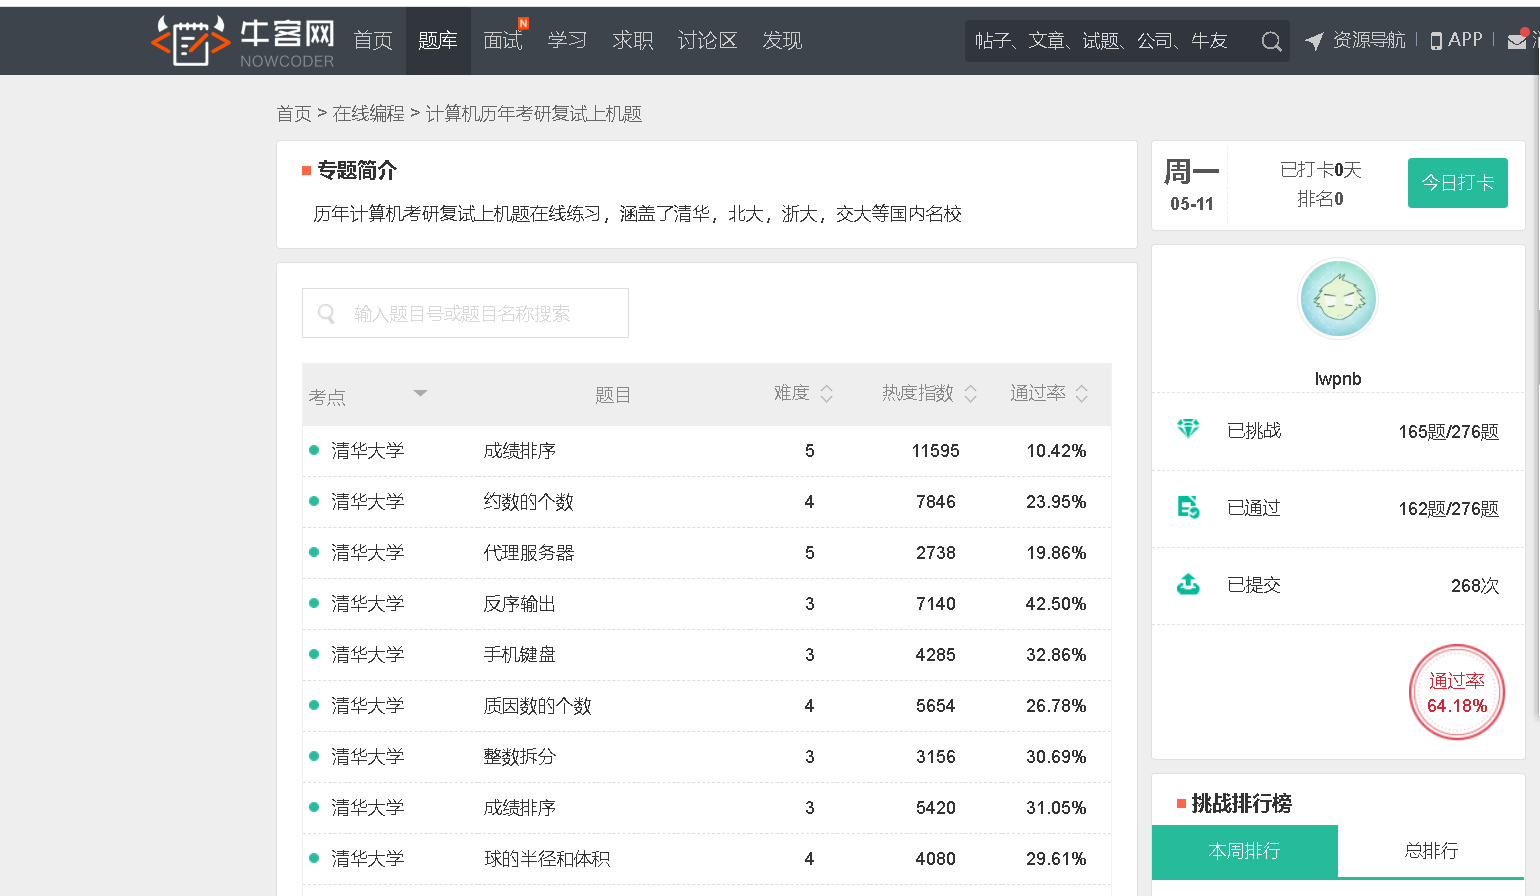 牛客网
NOWCODER
首页 题库 面试 N 学习 求职 讨论区 发现
帖子、文章、试题、公司、牛友
资源导航 APP
首页 > 在线编程 > 计算机历年考研复试上机题
专题简介
历年计算机考研复试上机题在线练习，涵盖了清华，北大，浙大，交大等国内名校
输入题目号或题目名称搜索
考点 题目 难度 热度指数 通过率
清华大学 成绩排序 5 11595 10.42%
清华大学 约数的个数 4 7846 23.95%
清华大学 代理服务器 5 2738 19.86%
清华大学 反序输出 3 7140 42.50%
清华大学 手机键盘 3 4285 32.86%
清华大学 质因数的个数 4 5654 26.78%
清华大学 整数拆分 3 3156 30.69%
清华大学 成绩排序 3 5420 31.05%
清华大学 球的半径和体积 4 4080 29.61%
周一
05-11
已打卡0天
排名0
今日打卡
lwpnb
已挑战 165题/276题
已通过 162题/276题
已提交 268次
通过率
64.18%
挑战排行榜
本周排行 总排行